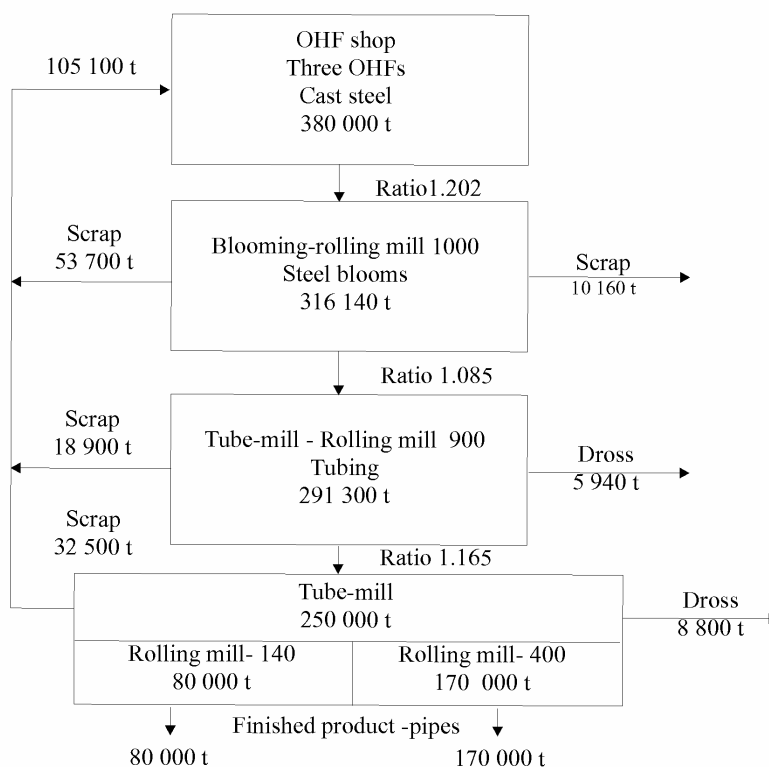 OHF shop
Three OHFs
Cast steel
380 000 t
105 100 t
Ratio1.202
Scrap
53 700 t
Blooming-rolling mill 1000
Steel blooms
316 140 t
Scrap
10 160 t
Ratio 1.085
Scrap
18 900 t
Tube-mill - Rolling mill 900
Tubing
291 300 t
Dross
5 940 t
Scrap
32 500 t
Ratio 1.165
Tube-mill
250 000 t
Dross
8 800 t
Rolling mill- 140
80 000 t
Rolling mill- 400
170 000 t
Finished product -pipes
80 000 t
170 000 t